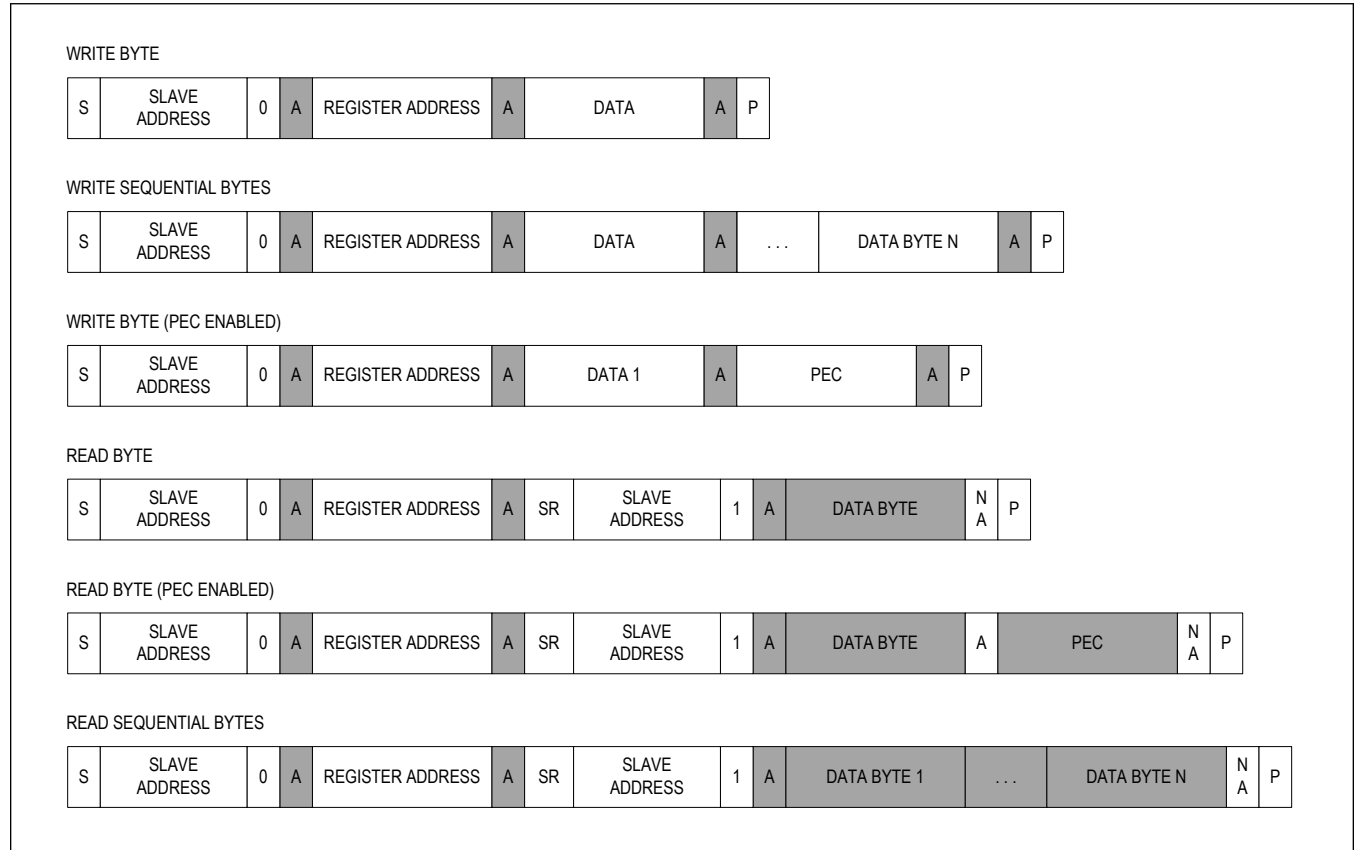 WRITE BYTE
S SLAVE ADDRESS 0 A REGISTER ADDRESS A DATA A P
WRITE SEQUENTIAL BYTES
S SLAVE ADDRESS 0 A REGISTER ADDRESS A DATA A . . . DATA BYTE N A P
WRITE BYTE (PEC ENABLED)
S SLAVE ADDRESS 0 A REGISTER ADDRESS A DATA 1 A PEC A P
READ BYTE
S SLAVE ADDRESS 0 A REGISTER ADDRESS A SR SLAVE ADDRESS 1 A DATA BYTE NA P
READ BYTE (PEC ENABLED)
S SLAVE ADDRESS 0 A REGISTER ADDRESS A SR SLAVE ADDRESS 1 A DATA BYTE A PEC NA P
READ SEQUENTIAL BYTES
S SLAVE ADDRESS 0 A REGISTER ADDRESS A SR SLAVE ADDRESS 1 A DATA BYTE 1 . . . DATA BYTE N NA P